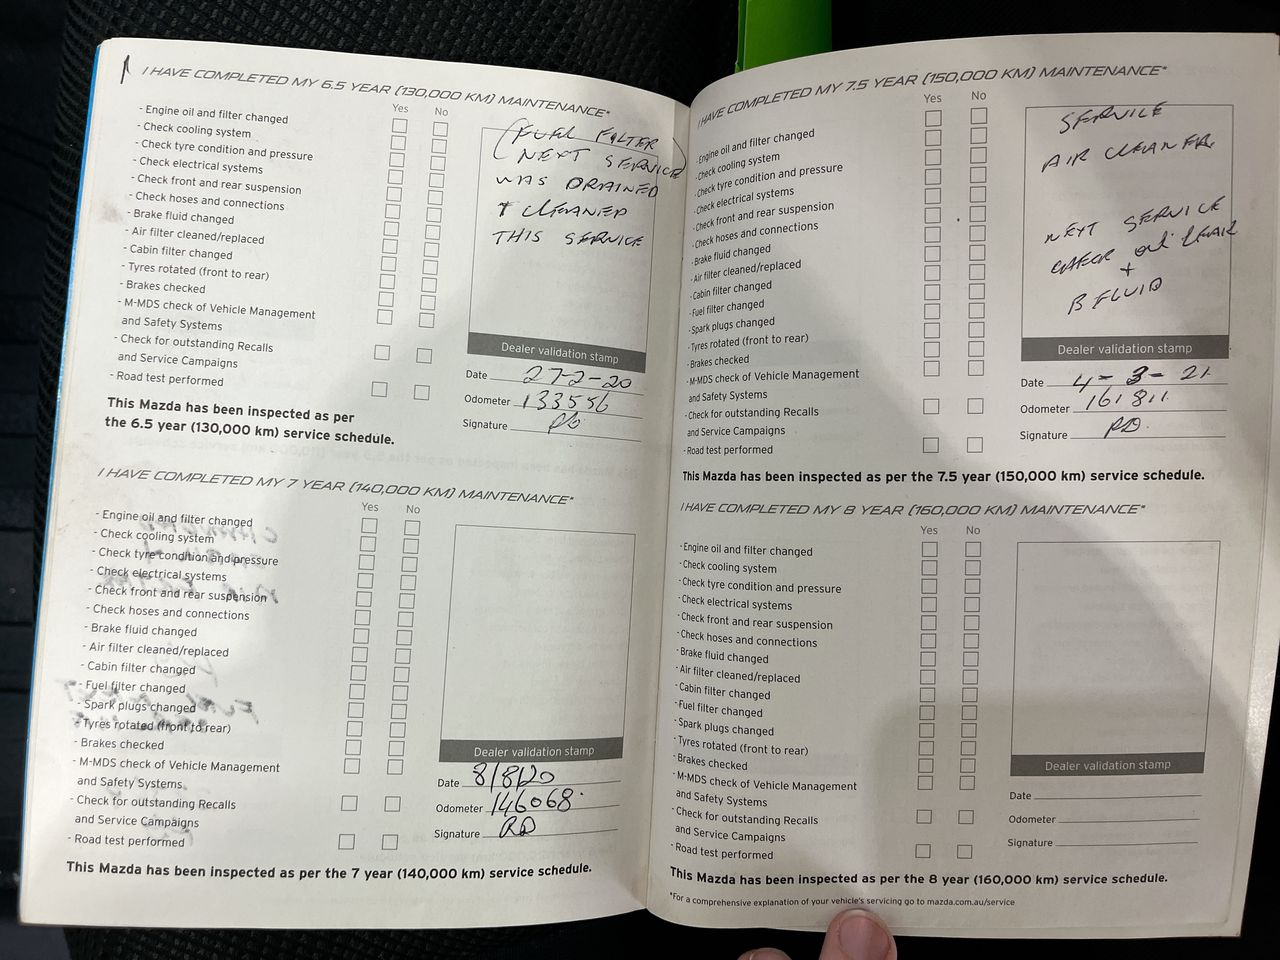 I HAVE COMPLETED MY 6.5 YEAR (130,000 KM) MAINTENANCE*
Yes No
- Engine oil and filter changed
- Check cooling system
- Check tyre condition and pressure
- Check electrical systems
- Check front and rear suspension
- Check hoses and connections
- Brake fluid changed
- Air filter cleaned/replaced
- Cabin filter changed
- Tyres rotated (front to rear)
- Brakes checked
- M-MDS check of Vehicle Management
and Safety Systems
- Check for outstanding Recalls
and Service Campaigns
- Road test performed
FUEL FILTER
NEXT SERVICE
WAS DRAINED
+ CLEANED
THIS SERVICE
Dealer validation stamp
Date 27-2-20
Odometer 133556
Signature
This Mazda has been inspected as per
the 6.5 year (130,000 km) service schedule.
I HAVE COMPLETED MY 7 YEAR (140,000 KM) MAINTENANCE*
Yes No
- Engine oil and filter changed
- Check cooling system
- Check tyre condition and pressure
- Check electrical systems
- Check front and rear suspension
- Check hoses and connections
- Brake fluid changed
- Air filter cleaned/replaced
- Cabin filter changed
- Fuel filter changed
- Spark plugs changed
- Tyres rotated (front to rear)
- Brakes checked
- M-MDS check of Vehicle Management
and Safety Systems
- Check for outstanding Recalls
and Service Campaigns
- Road test performed
Dealer validation stamp
Date 8/8/20
Odometer 146068
Signature RD
This Mazda has been inspected as per the 7 year (140,000 km) service schedule.
I HAVE COMPLETED MY 7.5 YEAR (150,000 KM) MAINTENANCE*
Yes No
- Engine oil and filter changed
- Check cooling system
- Check tyre condition and pressure
- Check electrical systems
- Check front and rear suspension
- Check hoses and connections
- Brake fluid changed
- Air filter cleaned/replaced
- Cabin filter changed
- Fuel filter changed
- Spark plugs changed
- Tyres rotated (front to rear)
- Brakes checked
- M-MDS check of Vehicle Management
and Safety Systems
- Check for outstanding Recalls
and Service Campaigns
- Road test performed
SERVICE
AIR CLEANER
NEXT SERVICE
CHECK OIL LEAK
+
B FLUID
Dealer validation stamp
Date 4-3-21
Odometer 161811
Signature RD.
This Mazda has been inspected as per the 7.5 year (150,000 km) service schedule.
I HAVE COMPLETED MY 8 YEAR (160,000 KM) MAINTENANCE*
Yes No
- Engine oil and filter changed
- Check cooling system
- Check tyre condition and pressure
- Check electrical systems
- Check front and rear suspension
- Check hoses and connections
- Brake fluid changed
- Air filter cleaned/replaced
- Cabin filter changed
- Fuel filter changed
- Spark plugs changed
- Tyres rotated (front to rear)
- Brakes checked
- M-MDS check of Vehicle Management
and Safety Systems
- Check for outstanding Recalls
and Service Campaigns
- Road test performed
Dealer validation stamp
Date
Odometer
Signature
This Mazda has been inspected as per the 8 year (160,000 km) service schedule.
*For a comprehensive explanation of your vehicle's servicing go to mazda.com.au/service